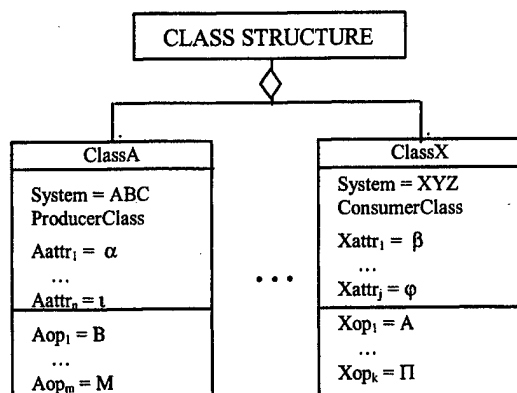 CLASS STRUCTURE
ClassA
System = ABC
ProducerClass
Aattr₁ = α
...
Aattrₙ = ι
Aop₁ = B
...
Aopₘ = M
...
ClassX
System = XYZ
ConsumerClass
Xattr₁ = β
...
Xattrⱼ = φ
Xop₁ = A
...
Xopₖ = Π